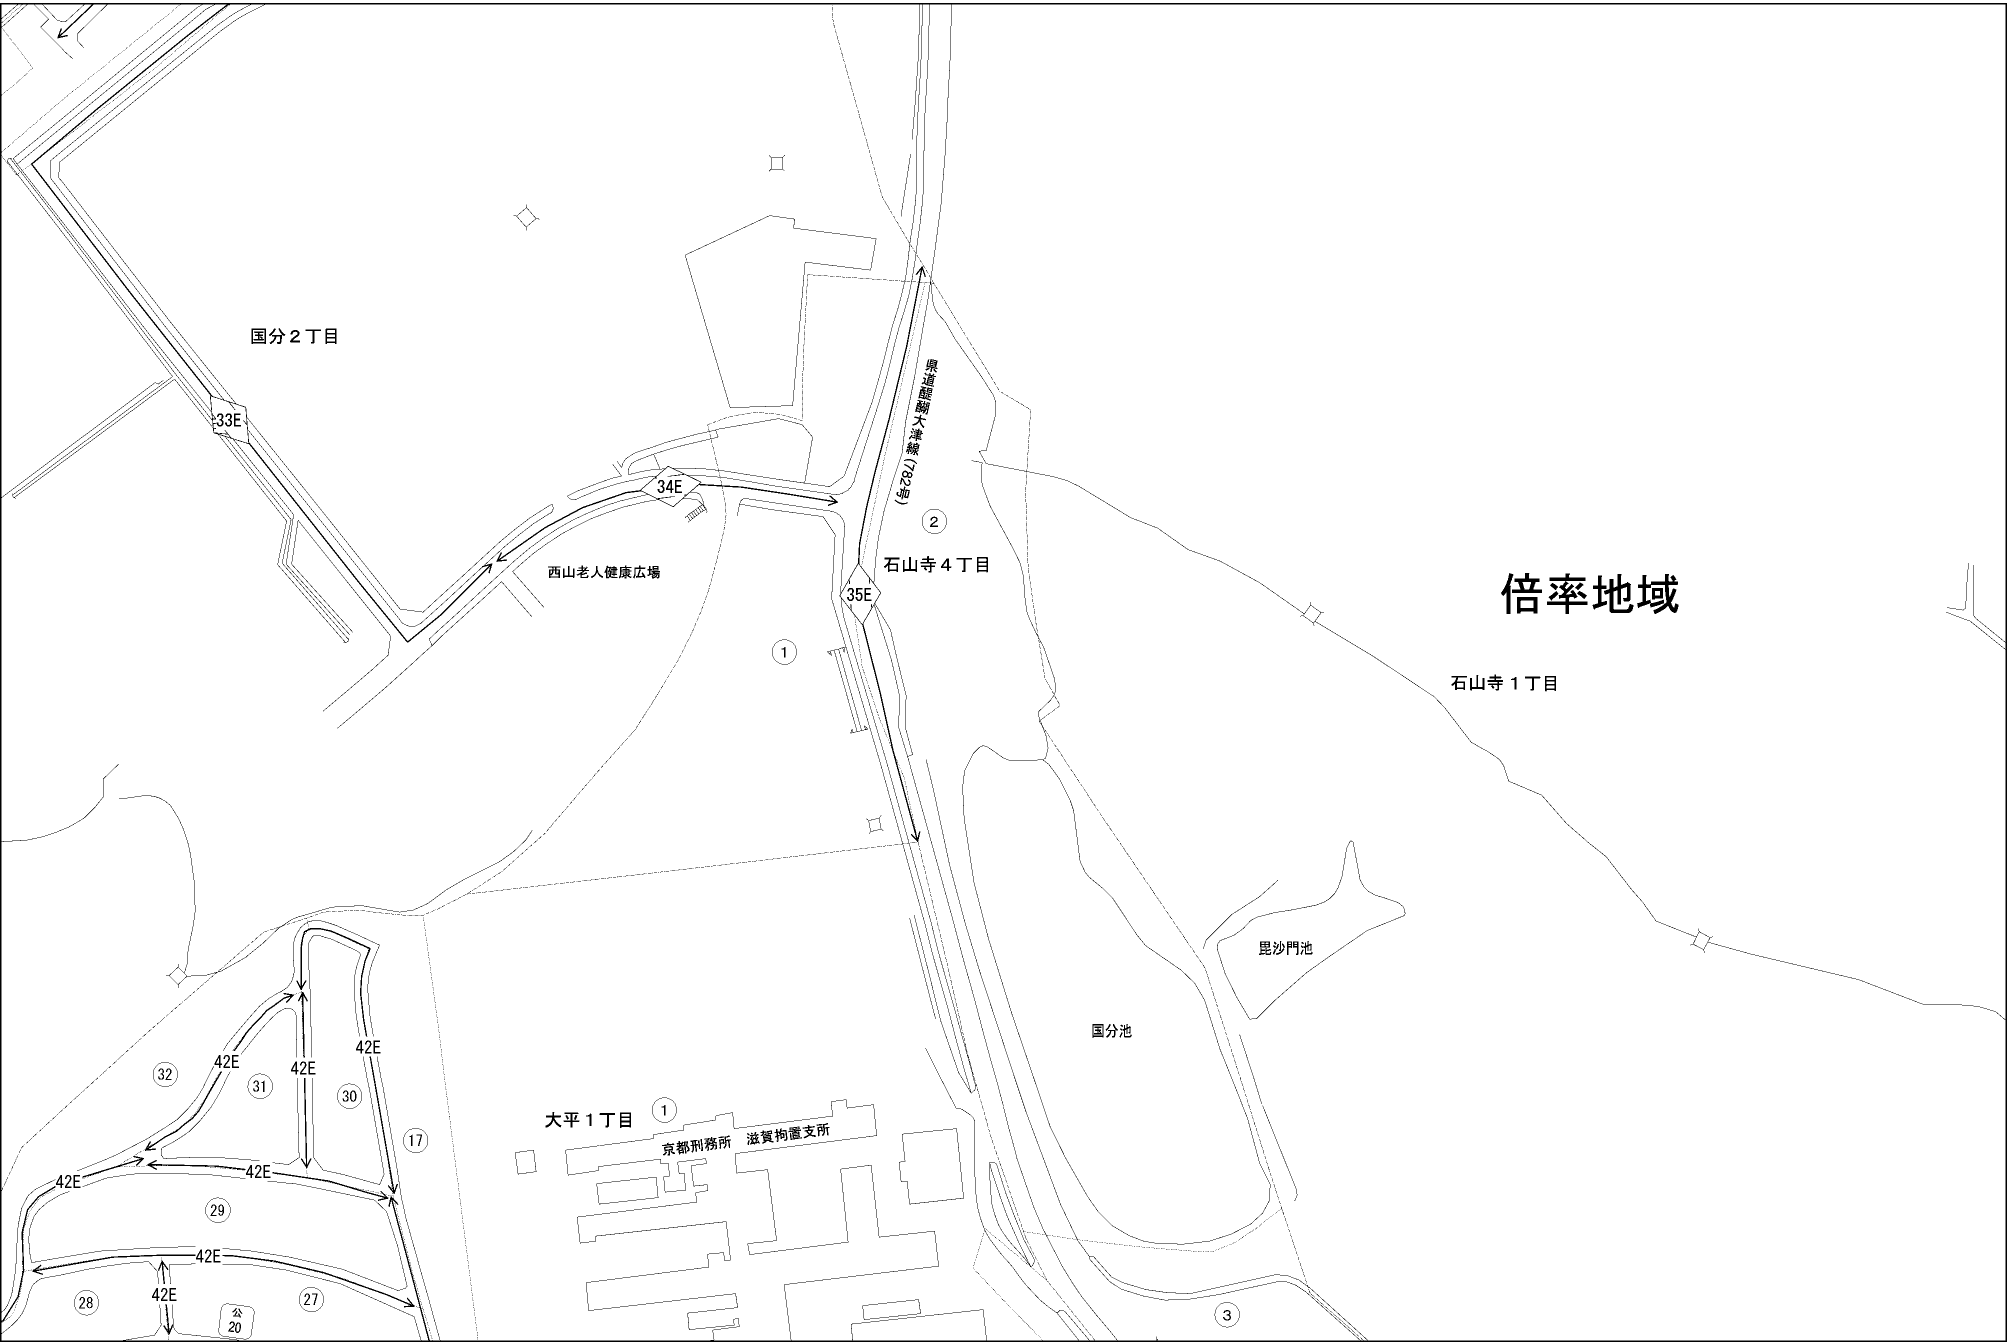 国分２丁目
33E
県道醍醐大津線(782号)
34E
②
西山老人健康広場
石山寺４丁目
35E
倍率地域
①
石山寺１丁目
毘沙門池
国分池
42E
42E
42E
㉜
㉛
㉚
大平１丁目
①
京都刑務所　滋賀拘置支所
⑰
42E
42E
㉙
42E
42E
㉘
㉗
公
20
③